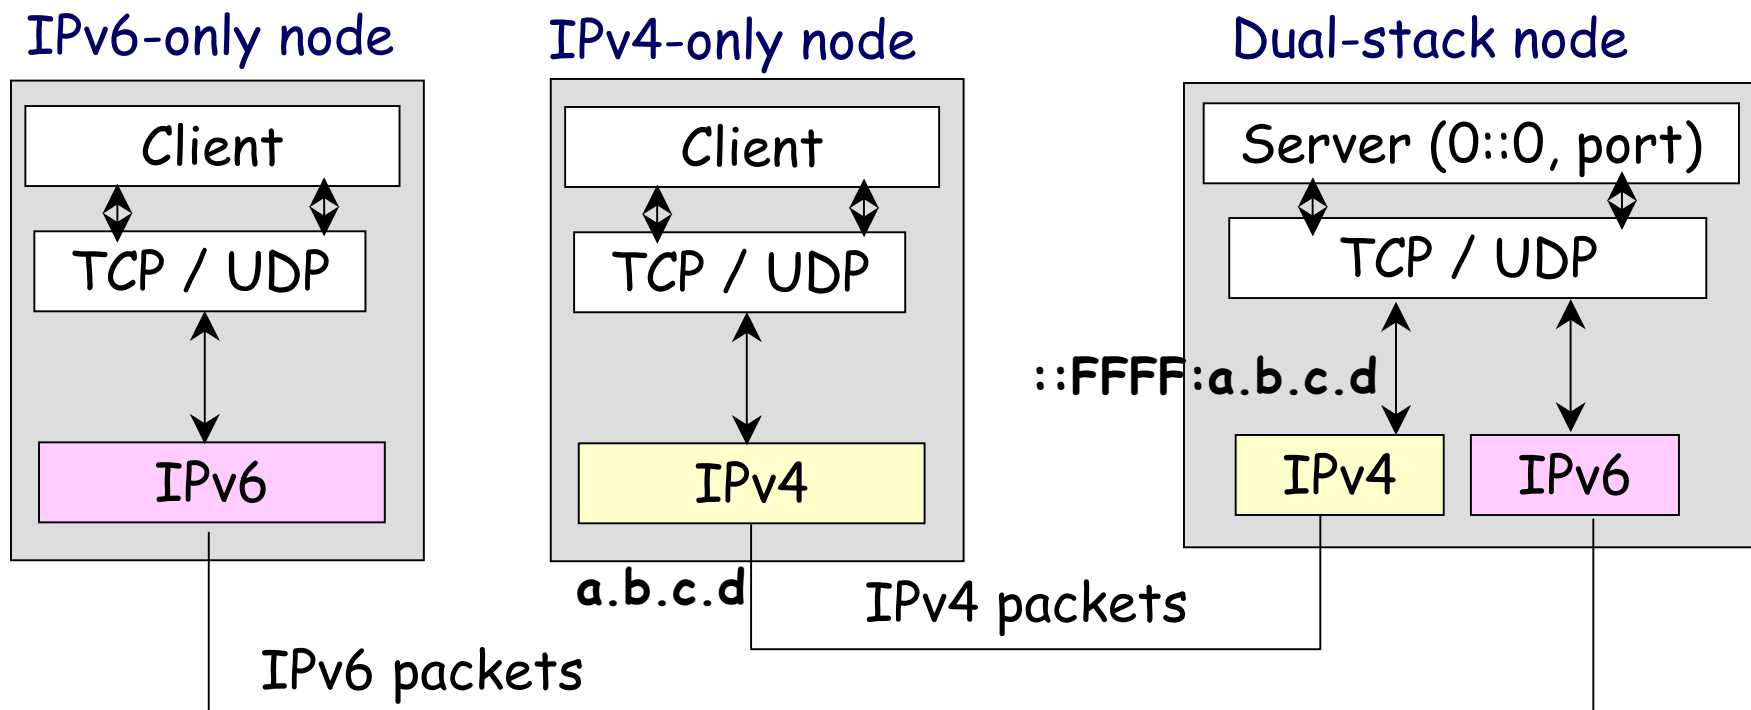 IPv6-only node
IPv4-only node
Dual-stack node
Client
Client
Server (0::0, port)
TCP / UDP
TCP / UDP
TCP / UDP
::FFFF:a.b.c.d
IPv6
IPv4
IPv4
IPv6
a.b.c.d
IPv4 packets
IPv6 packets